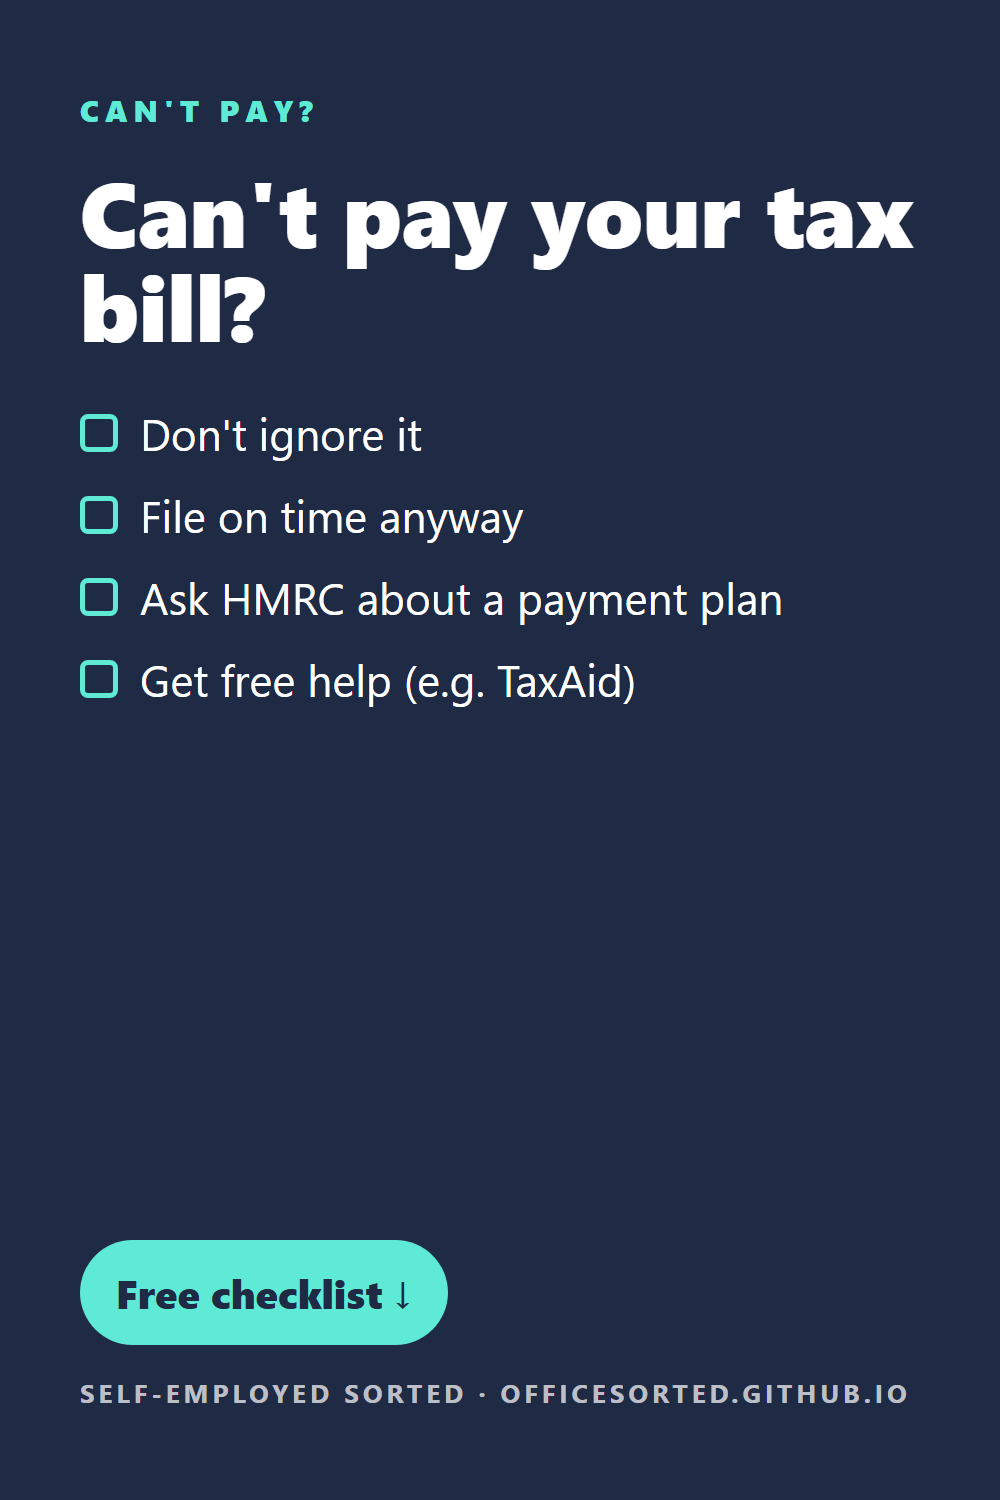 CAN'T PAY?
Can't pay your tax
bill?
Don't ignore it
File on time anyway
Ask HMRC about a payment plan
Get free help (e.g. TaxAid)
Free checklist ↓
SELF-EMPLOYED SORTED · OFFICESORTED.GITHUB.IO